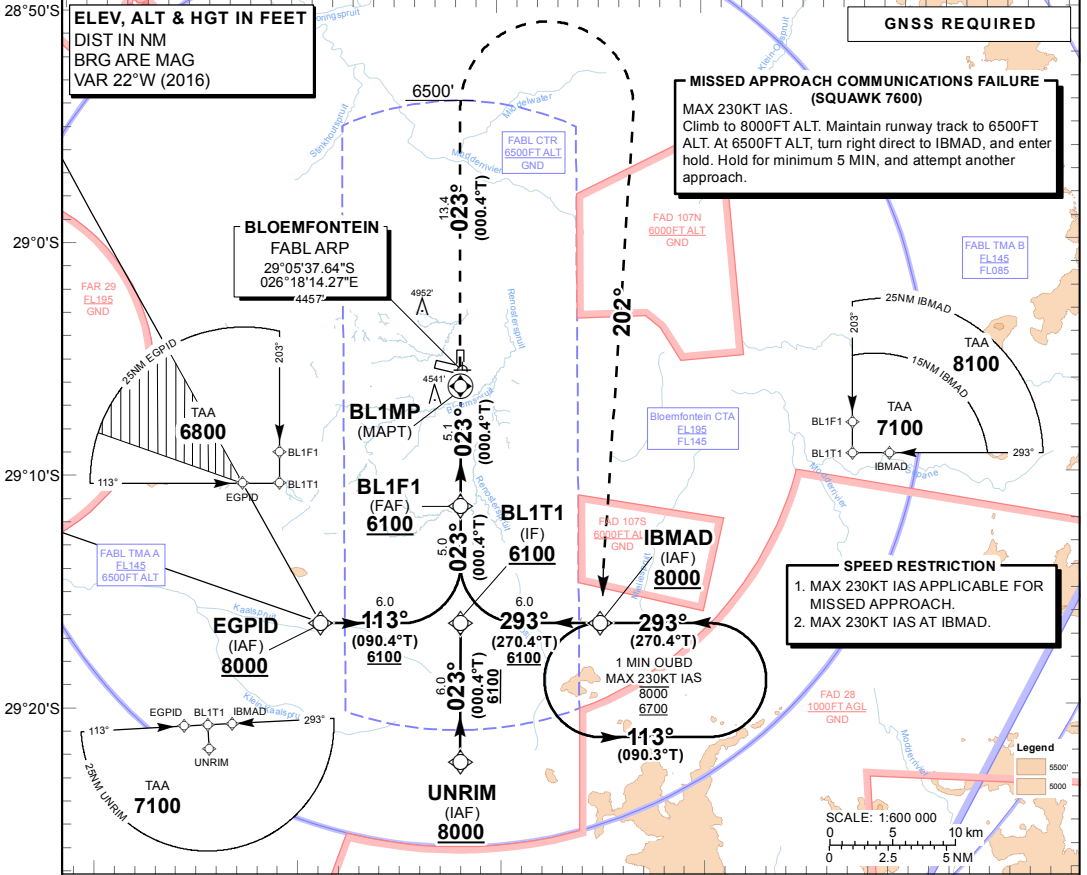 28°50'S
29°0'S
29°10'S
29°20'S
ELEV, ALT & HGT IN FEET
DIST IN NM
BRG ARE MAG
VAR 22°W (2016)
GNSS REQUIRED
MISSED APPROACH COMMUNICATIONS FAILURE
(SQUAWK 7600)
MAX 230KT IAS.
Climb to 8000FT ALT. Maintain runway track to 6500FT
ALT. At 6500FT ALT, turn right direct to IBMAD, and enter
hold. Hold for minimum 5 MIN, and attempt another
approach.
Stinkhoutspruit
Middelwater
Modderrivier
6500'
FABL CTR
6500FT ALT
GND
13.4
023°
(000.4°T)
BLOEMFONTEIN
FABL ARP
29°05'37.64"S
026°18'14.27"E
4457'
4952'
4541'
Renosterspruit
FAD 107N
6000FT ALT
GND
FABL TMA B
FL145
FL085
FAR 29
FL195
GND
202°
25NM EGPID
203°
TAA
6800
113°
EGPID
BL1F1
BL1T1
25NM IBMAD
203°
TAA
8100
15NM IBMAD
TAA
7100
BL1F1
BL1T1
IBMAD
293°
Modderrivier
BL1MP
(MAPT)
5.1
023°
(000.4°T)
Bloemfontein CTA
FL195
FL145
BL1F1
(FAF)
6100
Renosterspruit
BL1T1
(IF)
6100
5.0
023°
(000.4°T)
FAD 107S
6000FT AL
GND
IBMAD
(IAF)
8000
FABL TMA A
FL145
6500FT ALT
Kaalspruit
EGPID
(IAF)
8000
6.0
113°
(090.4°T)
6100
6.0
293°
(270.4°T)
6100
293°
(270.4°T)
1 MIN OUBD
MAX 230KT IAS
8000
6700
113°
(090.3°T)
6.0
023°
(000.4°T)
6100
UNRIM
(IAF)
8000
SPEED RESTRICTION
1. MAX 230KT IAS APPLICABLE FOR
MISSED APPROACH.
2. MAX 230KT IAS AT IBMAD.
FAD 28
1000FT AGL
GND
Modderrivier
EGPID
BL1T1
IBMAD
113°
293°
UNRIM
TAA
7100
25NM UNRIM
Legend
5500'
5000
SCALE: 1:600 000
0 5 10 km
0 2.5 5 NM